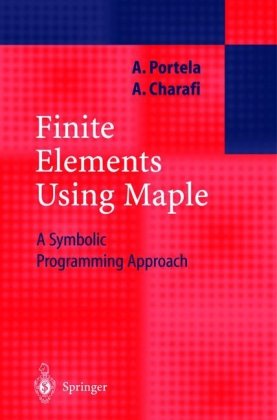 A. Portela
A. Charafi
Finite
Elements
Using Maple
A Symbolic
Programming Approach
Springer